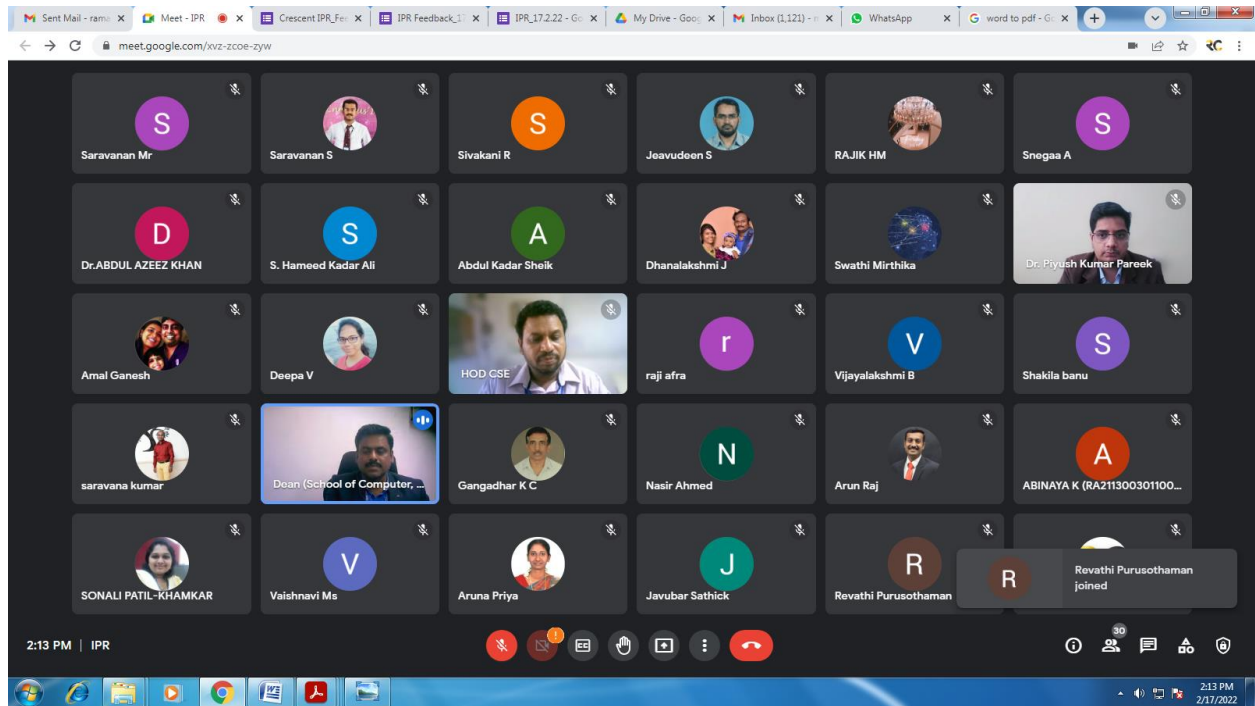 Sent Mail - rama
Meet - IPR
Crescent IPR_Fee
IPR Feedback_17
IPR_17.2.22 - Go
My Drive - Goog
Inbox (1,121) - n
WhatsApp
word to pdf - G
meet.google.com/xvz-zcoe-zyw
RC
S
S
S
Saravanan Mr
Saravanan S
Sivakani R
Jeavudeen S
RAJIK HM
Snegaa A
D
S
A
Dr.ABDUL AZEEZ KHAN
S. Hameed Kadar Ali
Abdul Kadar Sheik
Dhanalakshmi J
Swathi Mirthika
Dr. Piyush Kumar Pareek
r
V
S
Amal Ganesh
Deepa V
HOD CSE
raji afra
Vijayalakshmi B
Shakila banu
N
A
saravana kumar
Dean (School of Computer, ...
Gangadhar K C
Nasir Ahmed
Arun Raj
ABINAYA K (RA211300301100...
V
J
R
R
Revathi Purusothaman
joined
SONALI PATIL-KHAMKAR
Vaishnavi Ms
Aruna Priya
Javubar Sathick
Revathi Purusothaman
2:13 PM | IPR
CC
30
2:13 PM
2/17/2022